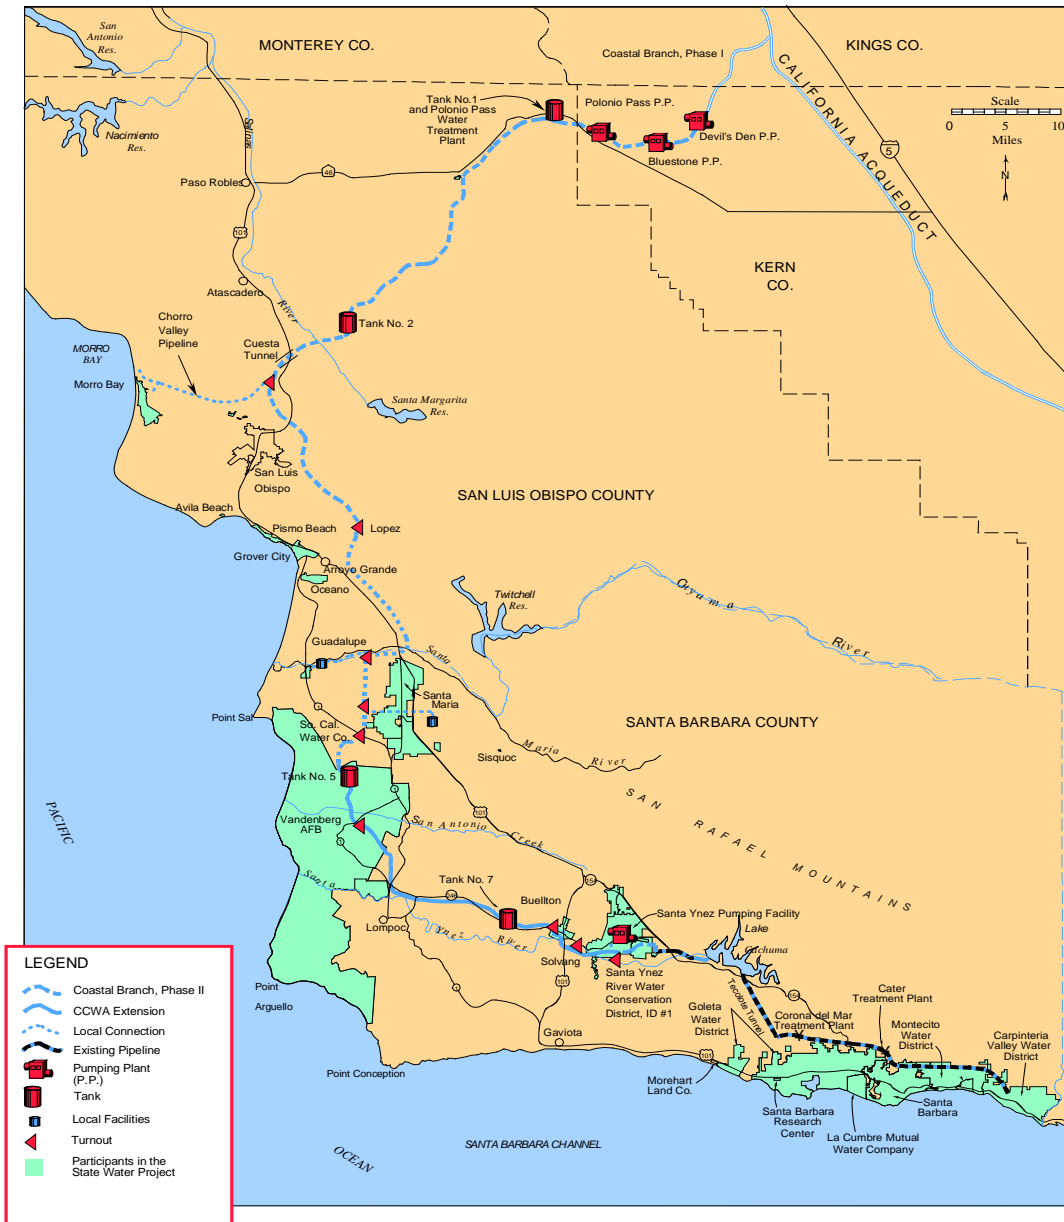 San
Antonio
Res.
MONTEREY CO.
Coastal Branch, Phase I
KINGS CO.
CALIFORNIA ACQUEDUCT
Tank No.1
and Polonio Pass
Water
Treatment
Plant
Polonio Pass P.P.
Devil's Den P.P.
Bluestone P.P.
Scale
0 5 10
Miles
N
5
Nacimiento
Res.
Salinas
River
Paso Robles
46
101
KERN
CO.
Atascadero
Tank No. 2
Chorro
Valley
Pipeline
Cuesta
Tunnel
MORRO
BAY
Morro Bay
Santa Margarita
Res.
San Luis
Obispo
SAN LUIS OBISPO COUNTY
Avila Beach
Pismo Beach
Lopez
Grover City
Arroyo Grande
Oceano
Twitchell
Res.
Cuyama
River
Guadalupe
Santa
Maria
River
Santa
Maria
SANTA BARBARA COUNTY
Point Sal
So. Cal.
Water Co.
Sisquoc
Tank No. 5
1
SAN RAFAEL MOUNTAINS
PACIFIC
OCEAN
Vandenberg
AFB
1
San Antonio
Creek
101
154
Santa
Ynez River
246
Tank No. 7
Buellton
Santa Ynez Pumping Facility
Lake
Cachuma
Lompoc
Solvang
Santa Ynez
River Water
Conservation
District, ID #1
101
1
154
Tecolote Tunnel
Cater
Treatment Plant
Goleta
Water
District
Corona del Mar
Treatment Plant
Montecito
Water
District
Carpinteria
Valley Water
District
Point
Arguello
Gaviota
101
Point Conception
Morehart
Land Co.
Santa Barbara
Research
Center
Santa
Barbara
La Cumbre Mutual
Water Company
SANTA BARBARA CHANNEL
LEGEND
Coastal Branch, Phase II
CCWA Extension
Local Connection
Existing Pipeline
Pumping Plant
(P.P.)
Tank
Local Facilities
Turnout
Participants in the
State Water Project